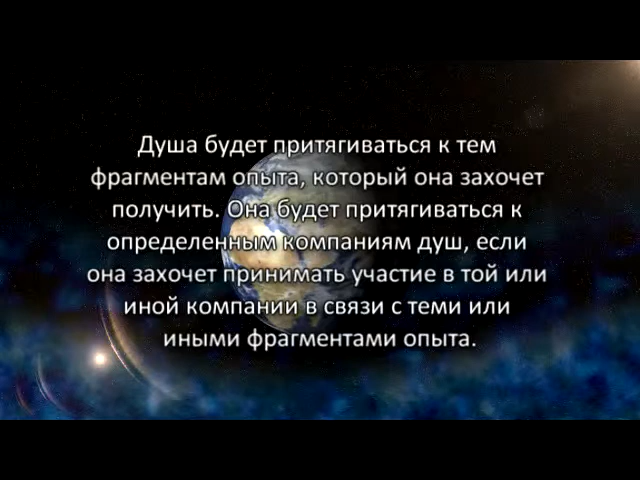 Душа будет притягиваться к тем
фрагментам опыта, который она захочет
получить. Она будет притягиваться к
определенным компаниям душ, если
она захочет принимать участие в той или
иной компании в связи с теми или
иными фрагментами опыта.